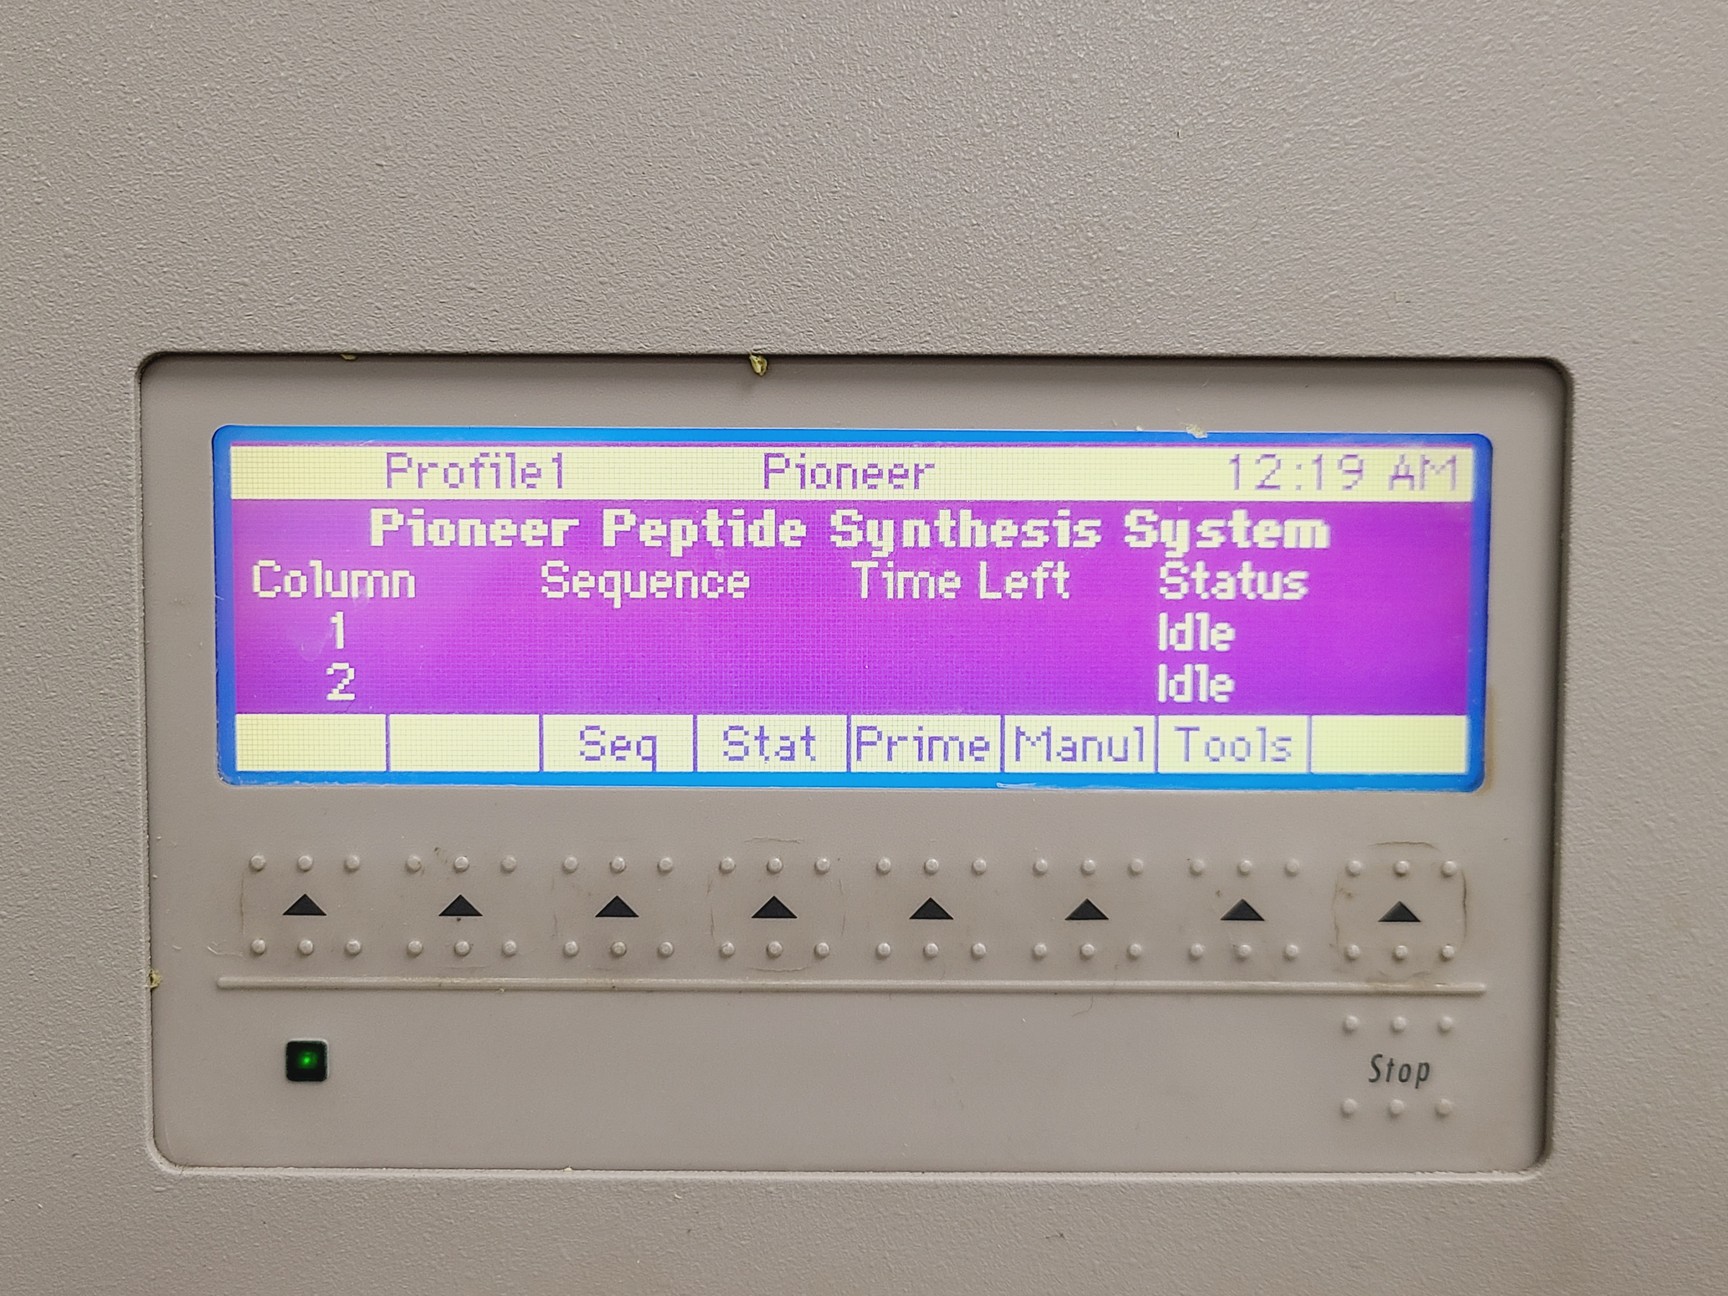 Profile1 Pioneer 12:19 AM
Pioneer Peptide Synthesis System
Column Sequence Time Left Status
1 Idle
2 Idle
Seq Stat Prime Manul Tools
Stop